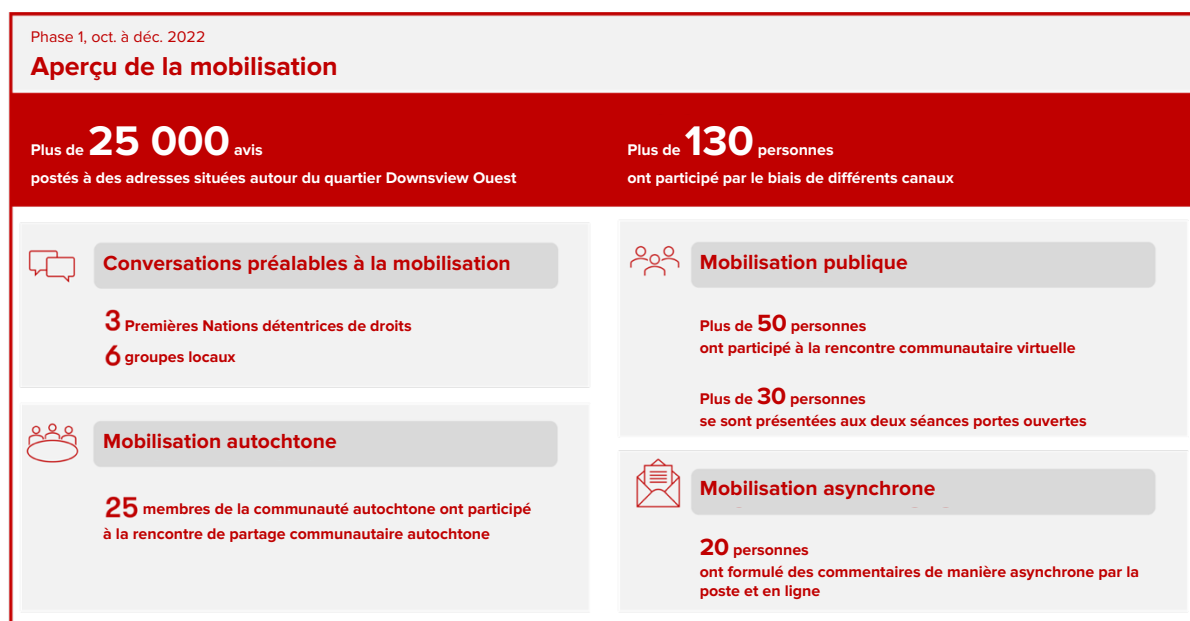 Phase 1, oct. à déc. 2022
Aperçu de la mobilisation
Plus de 25 000 avis
postés à des adresses situées autour du quartier Downsview Ouest
Plus de 130 personnes
ont participé par le biais de différents canaux
Conversations préalables à la mobilisation
3 Premières Nations détentrices de droits
6 groupes locaux
Mobilisation autochtone
25 membres de la communauté autochtone ont participé
à la rencontre de partage communautaire autochtone
Mobilisation publique
Plus de 50 personnes
ont participé à la rencontre communautaire virtuelle
Plus de 30 personnes
se sont présentées aux deux séances portes ouvertes
Mobilisation asynchrone
20 personnes
ont formulé des commentaires de manière asynchrone par la
poste et en ligne